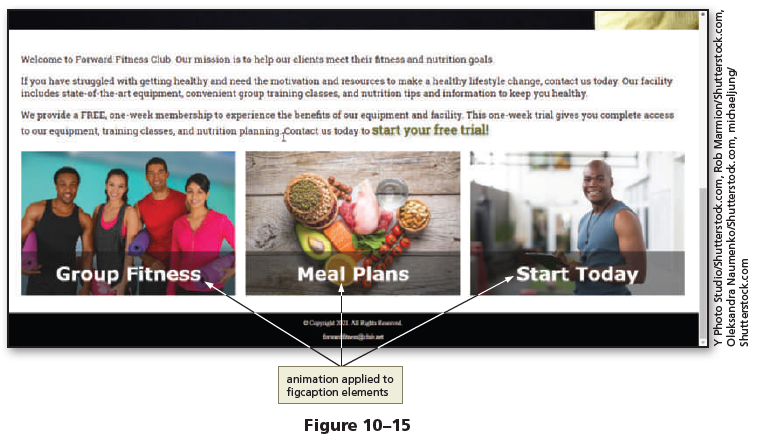 Welcome to Forward Fitness Club. Our mission is to help our clients meet their fitness and nutrition goals.
If you have struggled with getting healthy and need the motivation and resources to make a healthy lifestyle change, contact us today. Our facility
includes state-of-the-art equipment, convenient group training classes, and nutrition tips and information to keep you healthy.
We provide a FREE, one-week membership to experience the benefits of our equipment and facility. This one-week trial gives you complete access
to our equipment, training classes, and nutrition planning. Contact us today to start your free trial!
Group Fitness
Meal Plans
Start Today
© Copyright 2021. All Rights Reserved.
forwardfitness@club.net
animation applied to
figcaption elements
Figure 10–15
Y Photo Studio/Shutterstock.com, Rob Marmion/Shutterstock.com,
Oleksandra Naumenko/Shutterstock.com, michaeljung/
Shutterstock.com